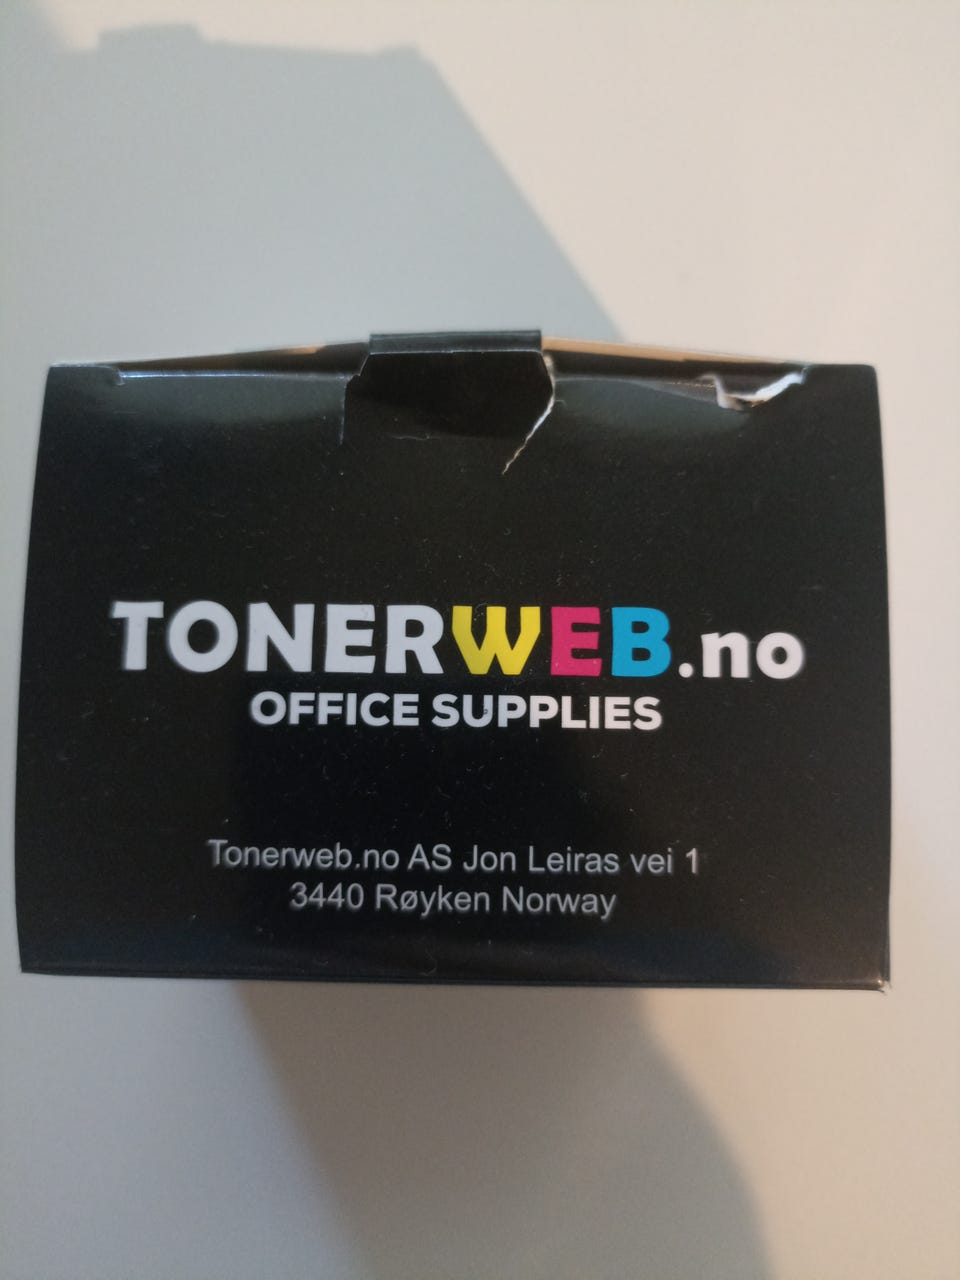 TONERWEB.no
OFFICE SUPPLIES
Tonerweb.no AS Jon Leiras vei 1
3440 Røyken Norway